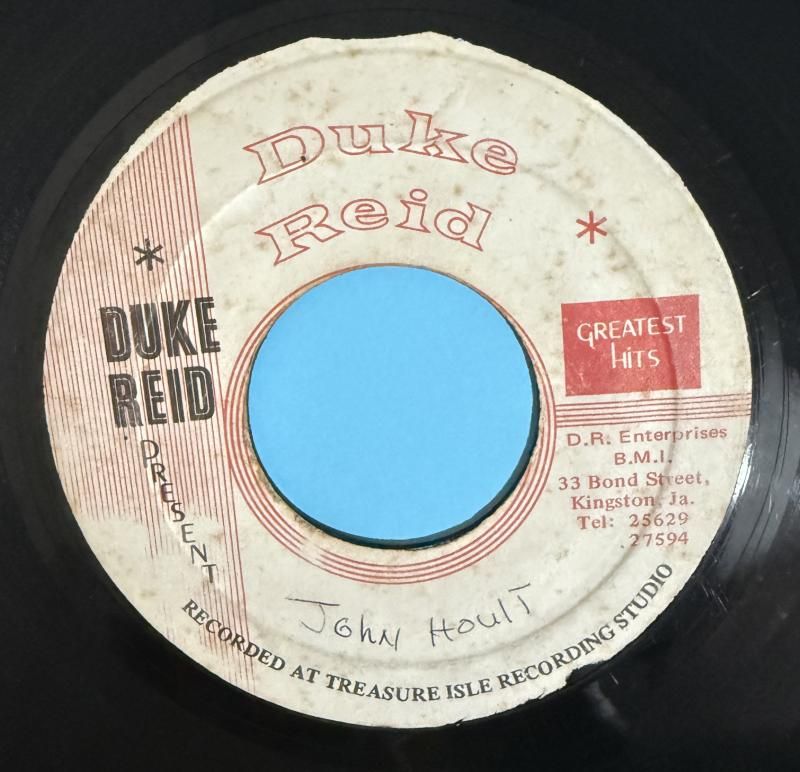 Duke
Reid
*
*
DUKE
REID
PRESENT
GREATEST
HITS
D.R. Enterprises
B.M.I.
33 Bond Street,
Kingston Ja.
Tel: 25629
27594
John Hoult
RECORDED AT TREASURE ISLE RECORDING STUDIO